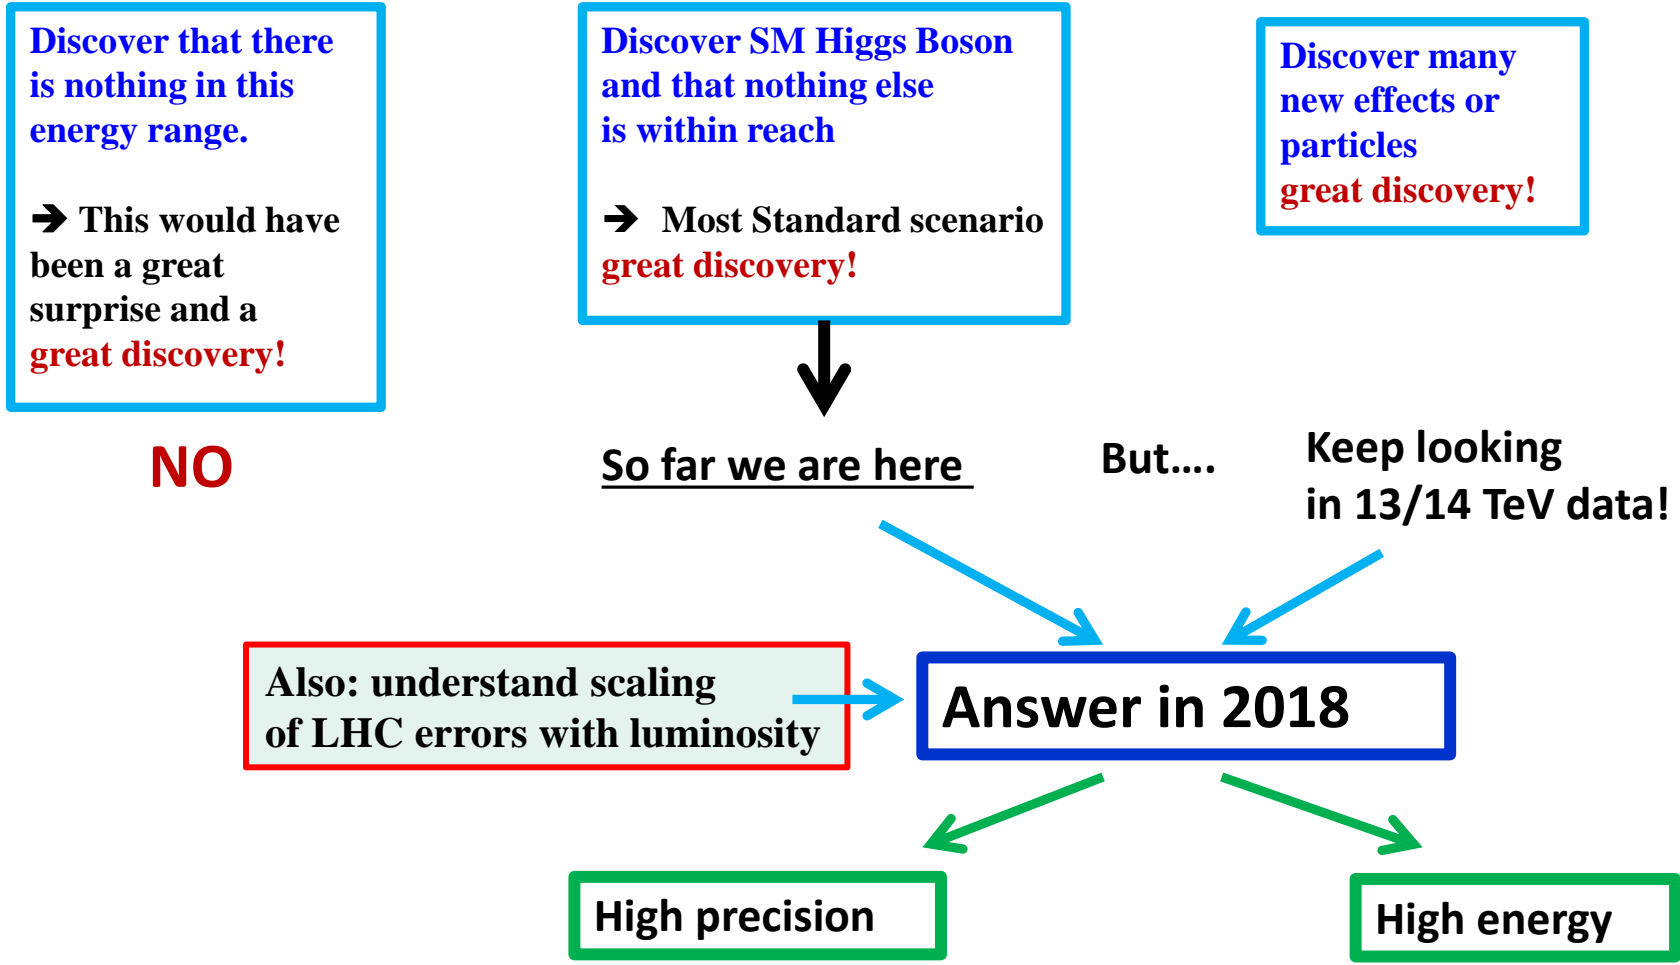 Discover that there
is nothing in this
energy range.
➔ This would have
been a great
surprise and a
great discovery!
Discover SM Higgs Boson
and that nothing else
is within reach
➔ Most Standard scenario
great discovery!
Discover many
new effects or
particles
great discovery!
NO
So far we are here
But....
Keep looking
in 13/14 TeV data!
Also: understand scaling
of LHC errors with luminosity
Answer in 2018
High precision
High energy